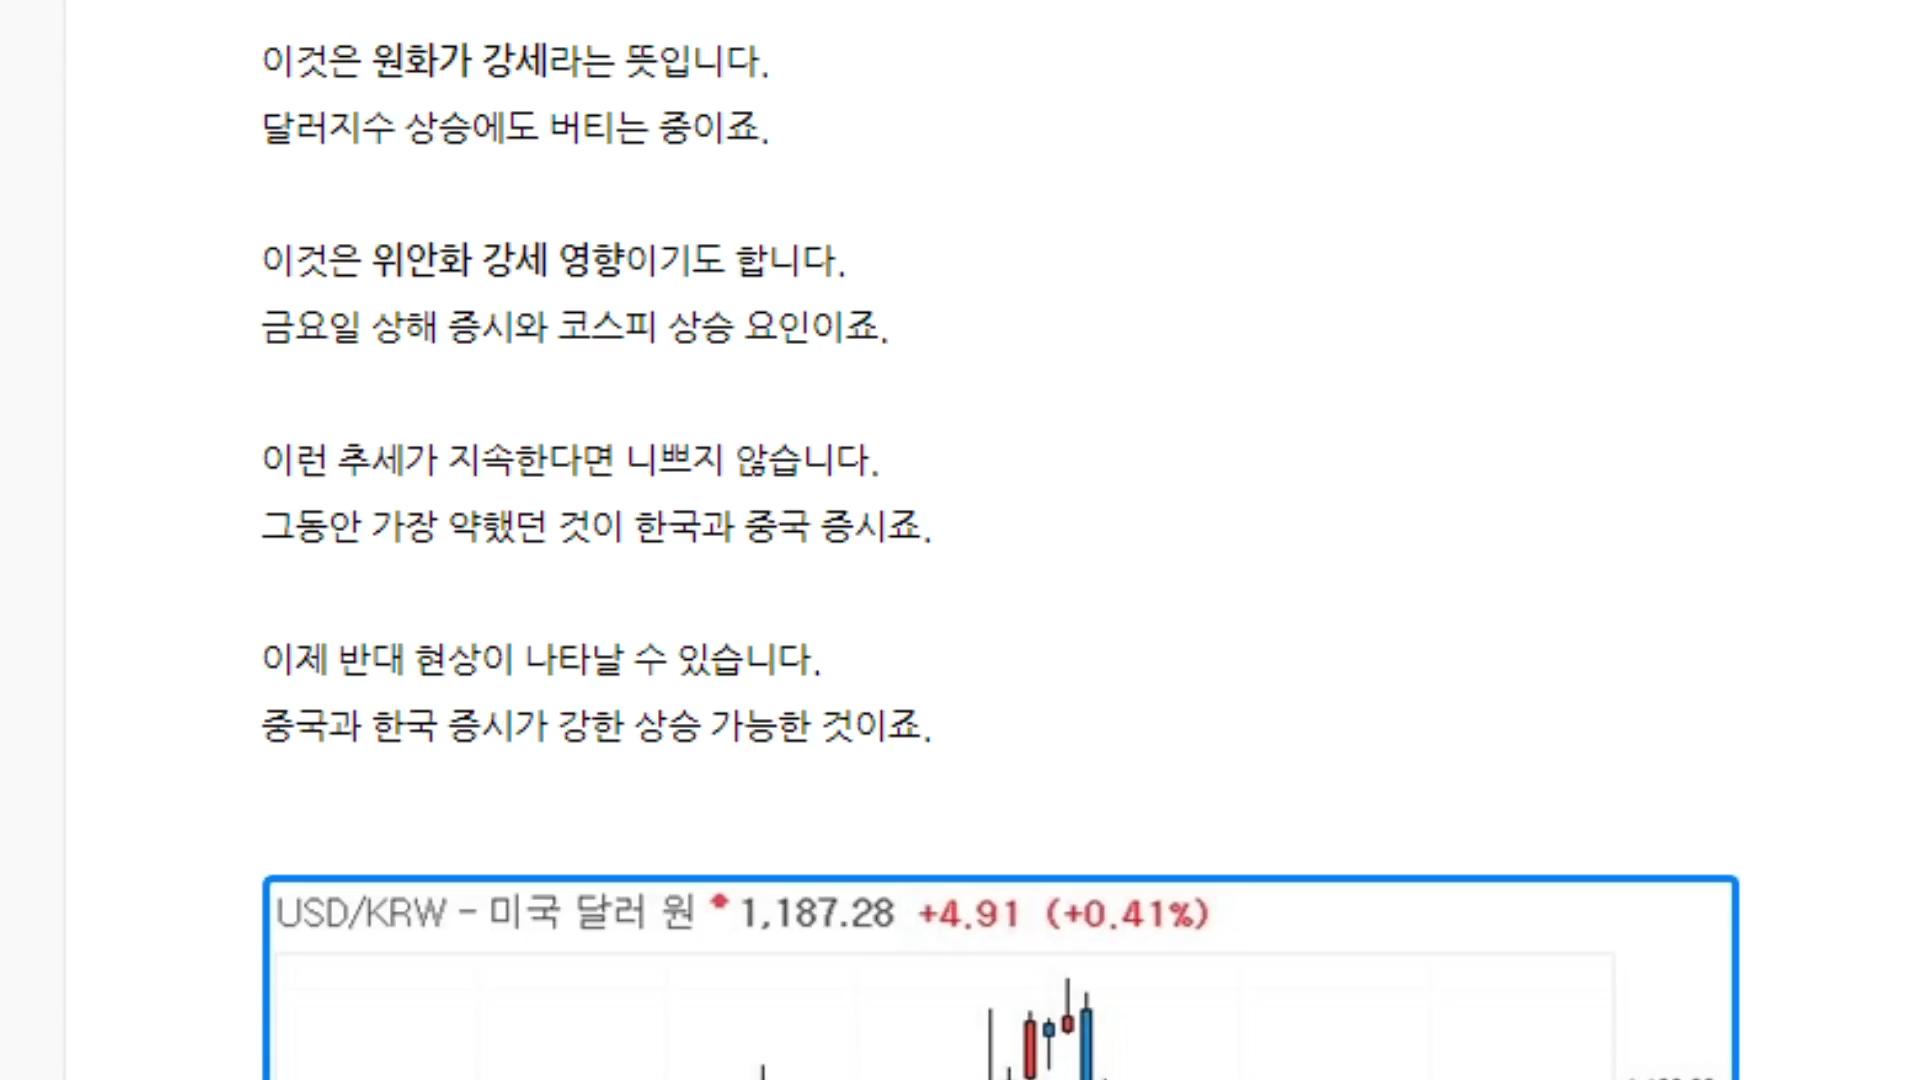 이것은 원화가 강세라는 뜻입니다.
달러지수 상승에도 버티는 중이죠.
이것은 위안화 강세 영향이기도 합니다.
금요일 상해 증시와 코스피 상승 요인이죠.
이런 추세가 지속한다면 니쁘지 않습니다.
그동안 가장 약했던 것이 한국과 중국 증시죠.
이제 반대 현상이 나타날 수 있습니다.
중국과 한국 증시가 강한 상승 가능한 것이죠.
USD/KRW - 미국 달러 원 1,187.28 +4.91 (+0.41%)